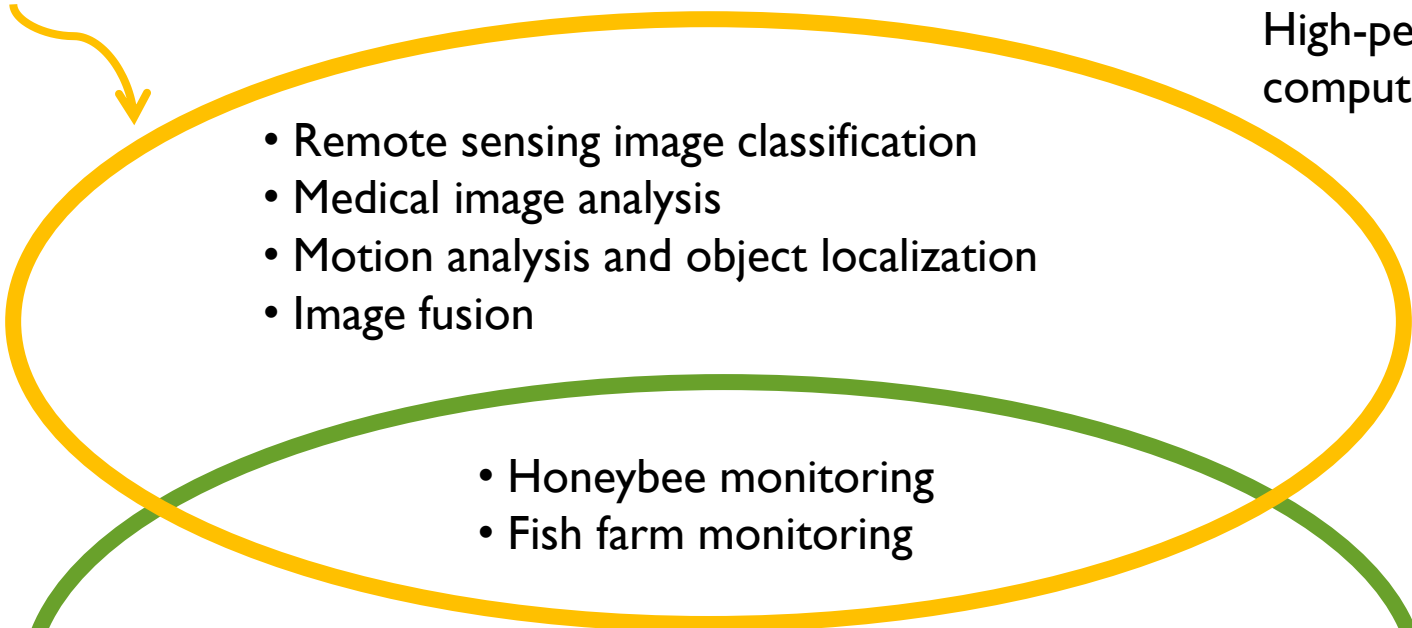 High-pe
comput
• Remote sensing image classification
• Medical image analysis
• Motion analysis and object localization
• Image fusion
• Honeybee monitoring
• Fish farm monitoring